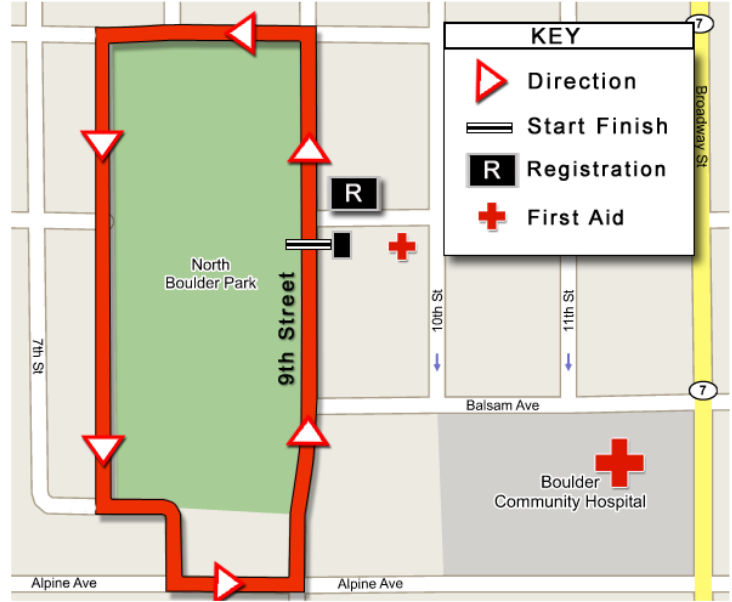 KEY
Direction
Start Finish
R
Registration
First Aid
7
Broadway St
R
North
Boulder Park
9th Street
7th St
10th St
11th St
7
Balsam Ave
Boulder
Community Hospital
Alpine Ave
Alpine Ave